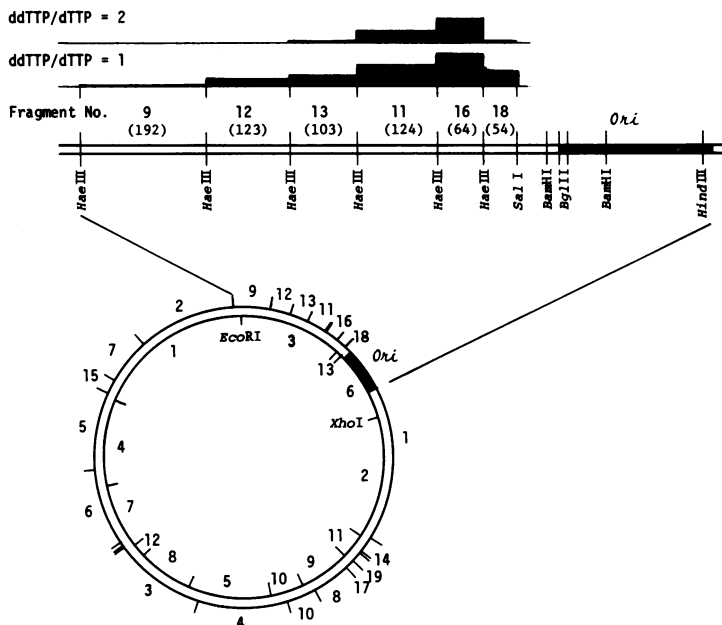 ddTTP/dTTP = 2
ddTTP/dTTP = 1
Fragment No. 9 12 13 11 16 18 Ori
(192) (123) (103) (124) (64) (54)
HaeIII HaeIII HaeIII HaeIII HaeIII HaeIII SalI BamHI BglII BamHI HindIII
9 12 13 11 16 18 Ori
2
EcoRI 3
13
7 1
6
15
XhoI 1
5 4
2
6 7
12 8 5 10 9 11
14
19
17
3 4 10 8